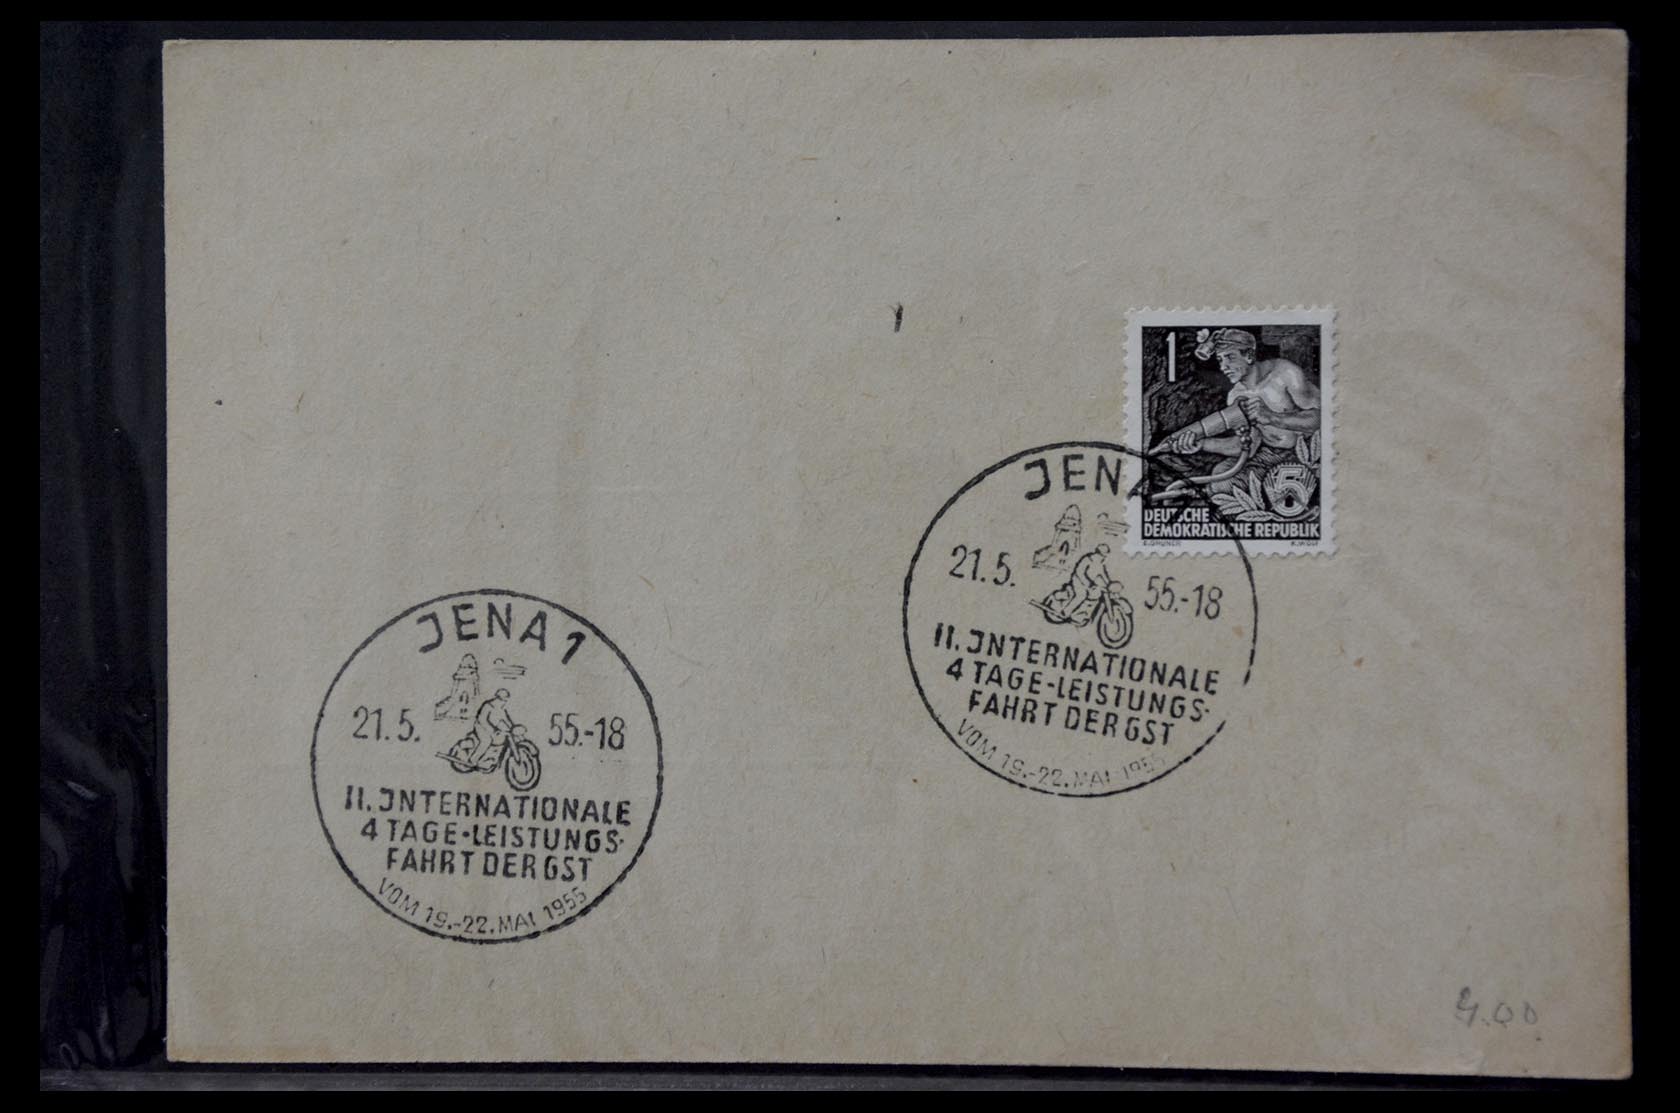 1
5
DEUTSCHE
DEMOKRATISCHE REPUBLIK
E.GRUNER K.WOLF
JENA
21.5. 55.-18
II. INTERNATIONALE
4 TAGE-LEISTUNGS-
FAHRT DER GST
VOM 19.-22. MAI 1955
JENA 1
21.5. 55.-18
II. INTERNATIONALE
4 TAGE-LEISTUNGS-
FAHRT DER GST
VOM 19.-22. MAI 1955